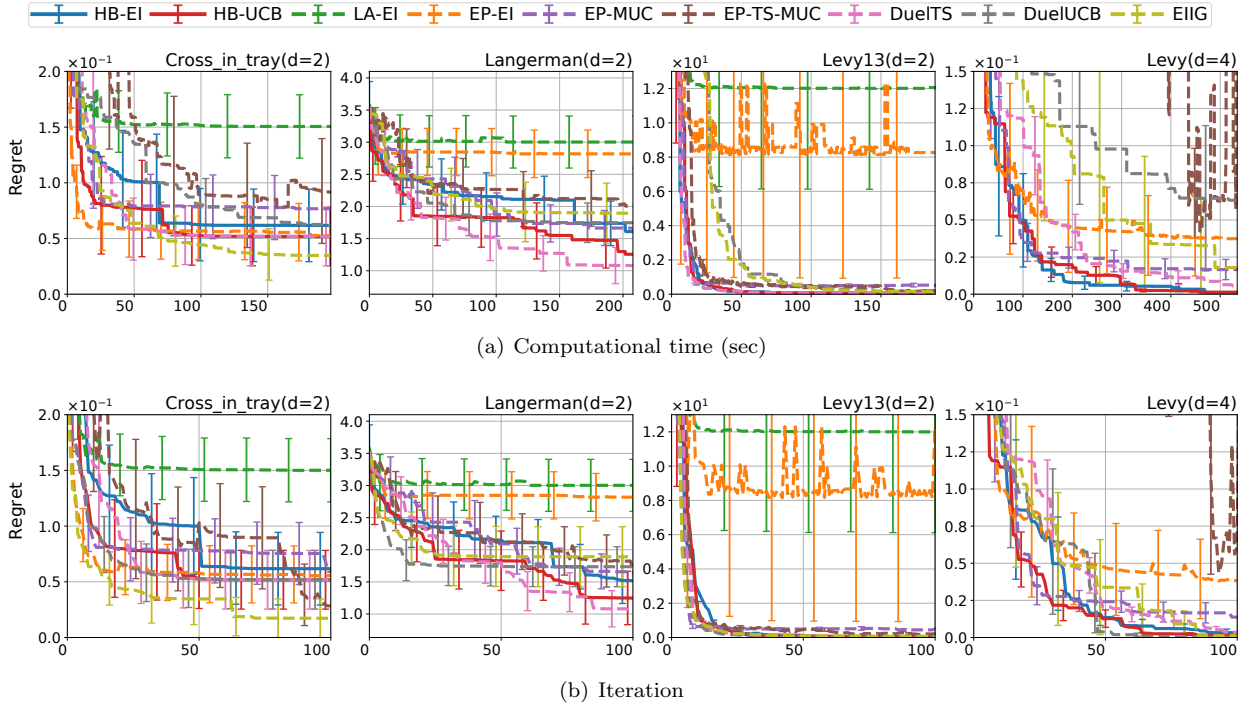 HB-EI HB-UCB LA-EI EP-EI EP-MUC EP-TS-MUC DuelTS DuelUCB EIIG
×10⁻¹ Cross_in_tray(d=2) Langerman(d=2) ×10¹ Levy13(d=2) ×10⁻¹ Levy(d=4)
Regret
2.0 1.5 1.0 0.5 0.0
4.0 3.5 3.0 2.5 2.0 1.5 1.0
1.2 1.0 0.8 0.6 0.4 0.2 0.0
1.5 1.2 1.0 0.8 0.5 0.2 0.0
0 50 100 150
0 50 100 150 200
0 50 100 150
0 100 200 300 400 500
(a) Computational time (sec)
×10⁻¹ Cross_in_tray(d=2) Langerman(d=2) ×10¹ Levy13(d=2) ×10⁻¹ Levy(d=4)
Regret
2.0 1.5 1.0 0.5 0.0
4.0 3.5 3.0 2.5 2.0 1.5 1.0
1.2 1.0 0.8 0.6 0.4 0.2 0.0
1.5 1.2 1.0 0.8 0.5 0.2 0.0
0 50 100
0 50 100
0 50 100
50 100
(b) Iteration